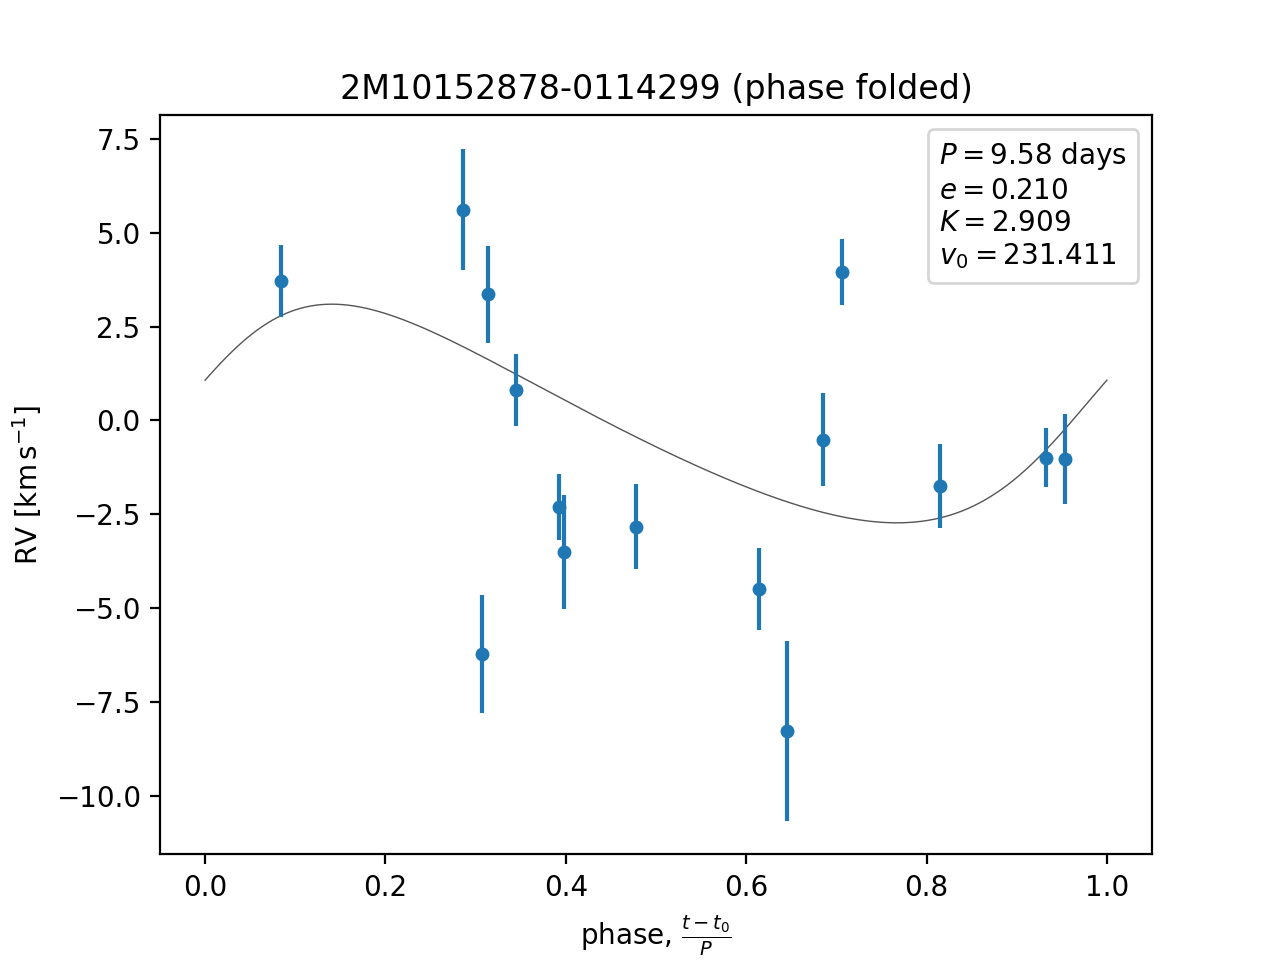 2M10152878-0114299 (phase folded)
P = 9.58 days
e = 0.210
K = 2.909
v₀ = 231.411
RV [km s⁻¹]
7.5
5.0
2.5
0.0
−2.5
−5.0
−7.5
−10.0
0.0 0.2 0.4 0.6 0.8 1.0
phase, (t − t₀)/P